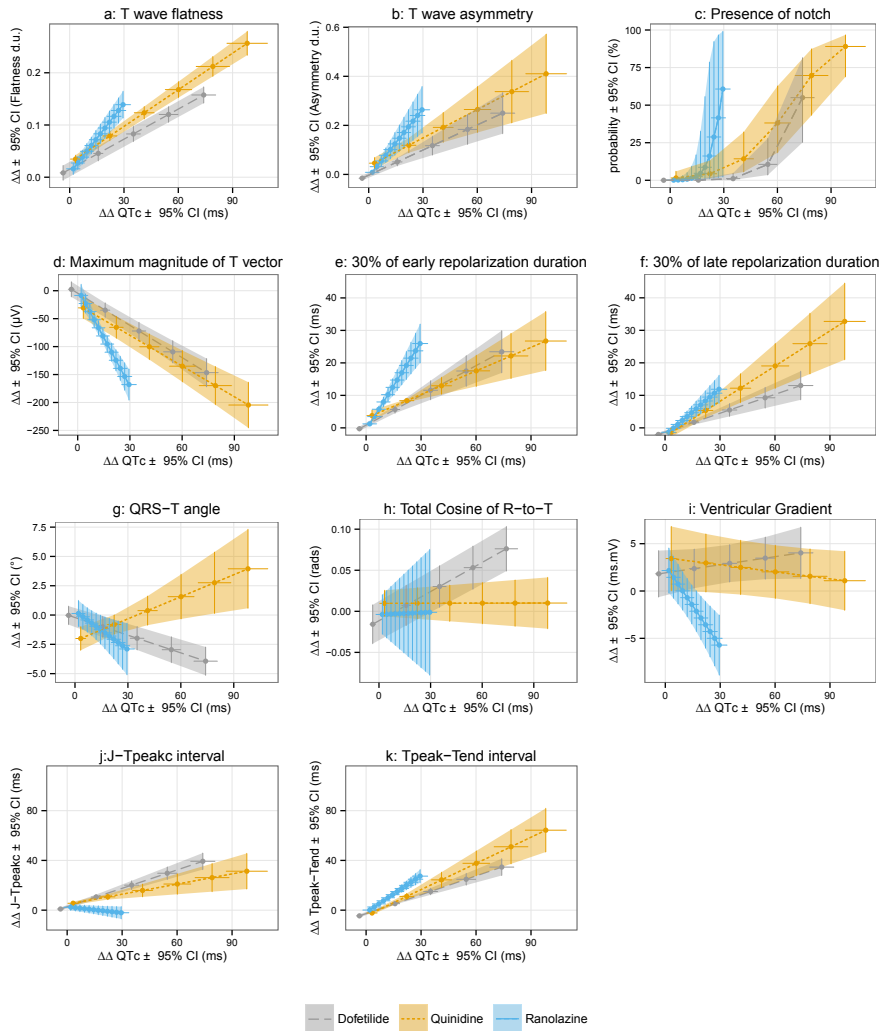 a: T wave flatness
ΔΔ ± 95% CI (Flatness d.u.)
0.2
0.1
0.0
0 30 60 90
ΔΔ QTc ± 95% CI (ms)
b: T wave asymmetry
ΔΔ ± 95% CI (Asymmetry d.u.)
0.6
0.4
0.2
0.0
0 30 60 90
ΔΔ QTc ± 95% CI (ms)
c: Presence of notch
probability ± 95% CI (%)
100
75
50
25
0
0 30 60 90
ΔΔ QTc ± 95% CI (ms)
d: Maximum magnitude of T vector
ΔΔ ± 95% CI (μV)
0
−50
−100
−150
−200
−250
0 30 60 90
ΔΔ QTc ± 95% CI (ms)
e: 30% of early repolarization duration
ΔΔ ± 95% CI (ms)
40
30
20
10
0
0 30 60 90
ΔΔ QTc ± 95% CI (ms)
f: 30% of late repolarization duration
ΔΔ ± 95% CI (ms)
40
30
20
10
0
0 30 60 90
ΔΔ QTc ± 95% CI (ms)
g: QRS−T angle
ΔΔ ± 95% CI (°)
7.5
5.0
2.5
0.0
−2.5
−5.0
0 30 60 90
ΔΔ QTc ± 95% CI (ms)
h: Total Cosine of R−to−T
ΔΔ ± 95% CI (rads)
0.10
0.05
0.00
−0.05
0 30 60 90
ΔΔ QTc ± 95% CI (ms)
i: Ventricular Gradient
ΔΔ ± 95% CI (ms.mV)
5
0
−5
0 30 60 90
ΔΔ QTc ± 95% CI (ms)
j:J−Tpeakc interval
ΔΔ J−Tpeakc ± 95% CI (ms)
80
40
0
0 30 60 90
ΔΔ QTc ± 95% CI (ms)
k: Tpeak−Tend interval
ΔΔ Tpeak−Tend ± 95% CI (ms)
80
40
0
0 30 60 90
ΔΔ QTc ± 95% CI (ms)
Dofetilide Quinidine Ranolazine